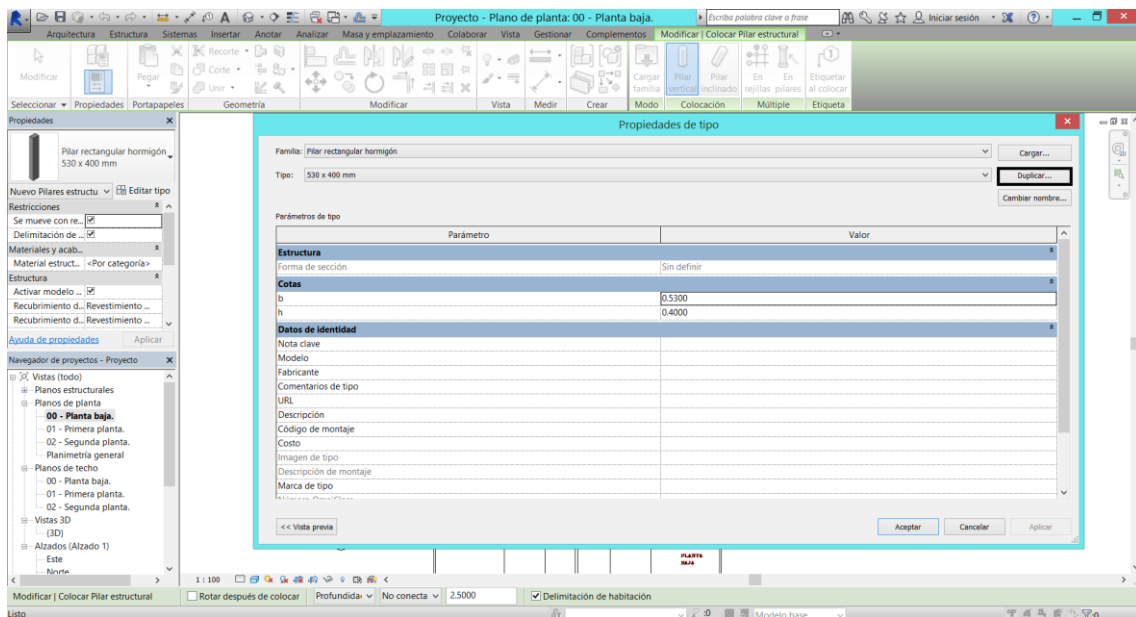 Proyecto - Plano de planta: 00 - Planta baja.
Escriba palabra clave o frase
Iniciar sesión
Arquitectura Estructura Sistemas Insertar Anotar Analizar Masa y emplazamiento Colaborar Vista Gestionar Complementos Modificar | Colocar Pilar estructural
Modificar
Pegar
Recorte
Corte
Unir
Cargar familia
Pilar vertical
Pilar inclinado
En rejillas
En pilares
Etiquetar al colocar
Seleccionar Propiedades Portapapeles Geometría Modificar Vista Medir Crear Modo Colocación Múltiple Etiqueta
Propiedades
Pilar rectangular hormigón
530 x 400 mm
Nuevo Pilares estructu Editar tipo
Restricciones
Se mueve con re...
Delimitación de ...
Materiales y acab...
Material estruct... <Por categoría>
Estructura
Activar modelo ...
Recubrimiento d... Revestimiento ...
Recubrimiento d... Revestimiento ...
Ayuda de propiedades Aplicar
Navegador de proyectos - Proyecto
Vistas (todo)
Planos estructurales
Planos de planta
00 - Planta baja.
01 - Primera planta.
02 - Segunda planta.
Planimetría general
Planos de techo
00 - Planta baja.
01 - Primera planta.
02 - Segunda planta.
Vistas 3D
{3D}
Alzados (Alzado 1)
Este
Norte
Propiedades de tipo
Familia: Pilar rectangular hormigón Cargar...
Tipo: 530 x 400 mm Duplicar...
Cambiar nombre...
Parámetros de tipo
Parámetro Valor
Estructura
Forma de sección Sin definir
Cotas
b 0.5300
h 0.4000
Datos de identidad
Nota clave
Modelo
Fabricante
Comentarios de tipo
URL
Descripción
Código de montaje
Costo
Imagen de tipo
Descripción de montaje
Marca de tipo
<< Vista previa Aceptar Cancelar Aplicar
PLANTA
BAJA
1 : 100
Modificar | Colocar Pilar estructural Rotar después de colocar Profundida No conecta 2.5000 Delimitación de habitación
Listo :0 Modelo base :0